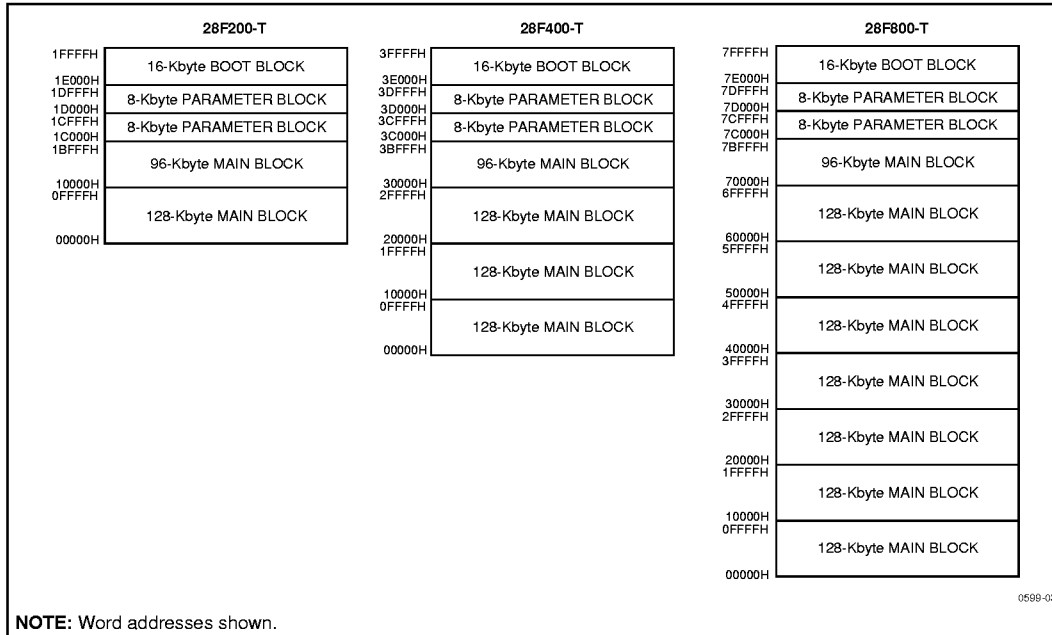 28F200-T
1FFFFH
16-Kbyte BOOT BLOCK
1E000H
1DFFFH
8-Kbyte PARAMETER BLOCK
1D000H
1CFFFH
8-Kbyte PARAMETER BLOCK
1C000H
1BFFFH
96-Kbyte MAIN BLOCK
10000H
0FFFFH
128-Kbyte MAIN BLOCK
00000H
28F400-T
3FFFFH
16-Kbyte BOOT BLOCK
3E000H
3DFFFH
8-Kbyte PARAMETER BLOCK
3D000H
3CFFFH
8-Kbyte PARAMETER BLOCK
3C000H
3BFFFH
96-Kbyte MAIN BLOCK
30000H
2FFFFH
128-Kbyte MAIN BLOCK
20000H
1FFFFH
128-Kbyte MAIN BLOCK
10000H
0FFFFH
128-Kbyte MAIN BLOCK
00000H
28F800-T
7FFFFH
16-Kbyte BOOT BLOCK
7E000H
7DFFFH
8-Kbyte PARAMETER BLOCK
7D000H
7CFFFH
8-Kbyte PARAMETER BLOCK
7C000H
7BFFFH
96-Kbyte MAIN BLOCK
70000H
6FFFFH
128-Kbyte MAIN BLOCK
60000H
5FFFFH
128-Kbyte MAIN BLOCK
50000H
4FFFFH
128-Kbyte MAIN BLOCK
40000H
3FFFFH
128-Kbyte MAIN BLOCK
30000H
2FFFFH
128-Kbyte MAIN BLOCK
20000H
1FFFFH
128-Kbyte MAIN BLOCK
10000H
0FFFFH
128-Kbyte MAIN BLOCK
00000H
NOTE: Word addresses shown.